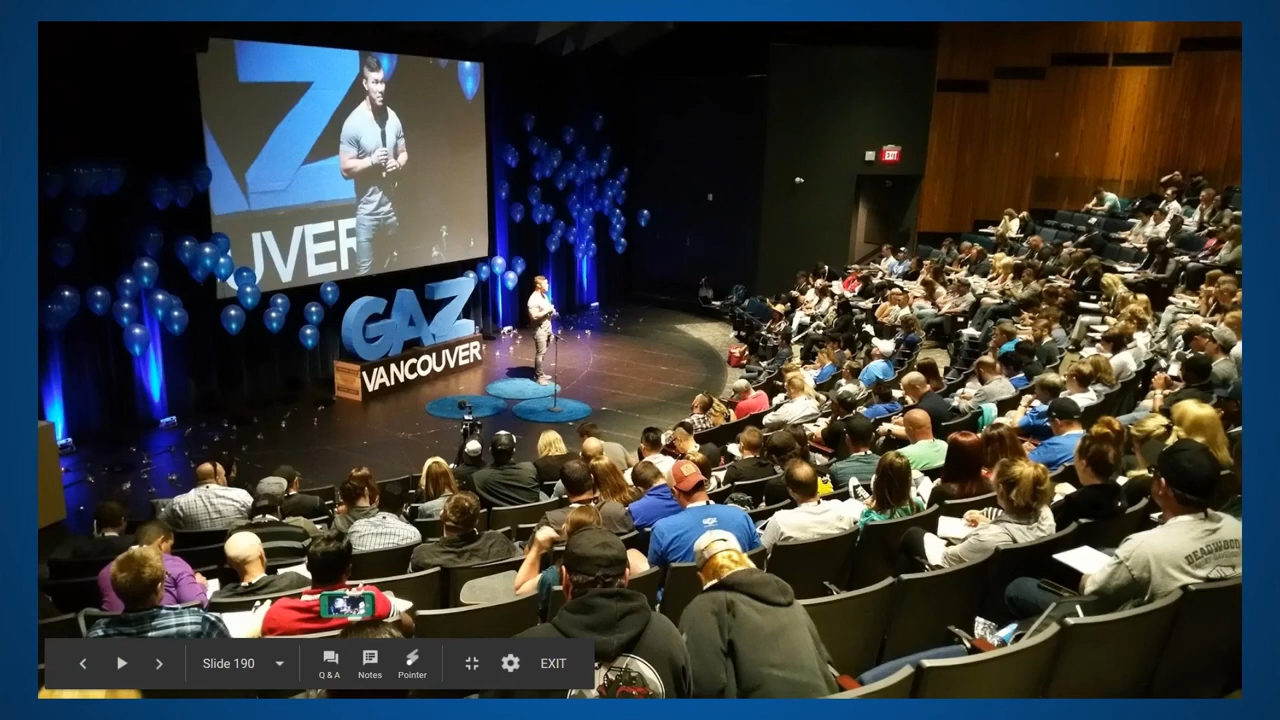 Z
UVER
EXIT
GAZ
VANCOUVER
DEADWOOD
Slide 190
Q & A
Notes
Pointer
EXIT